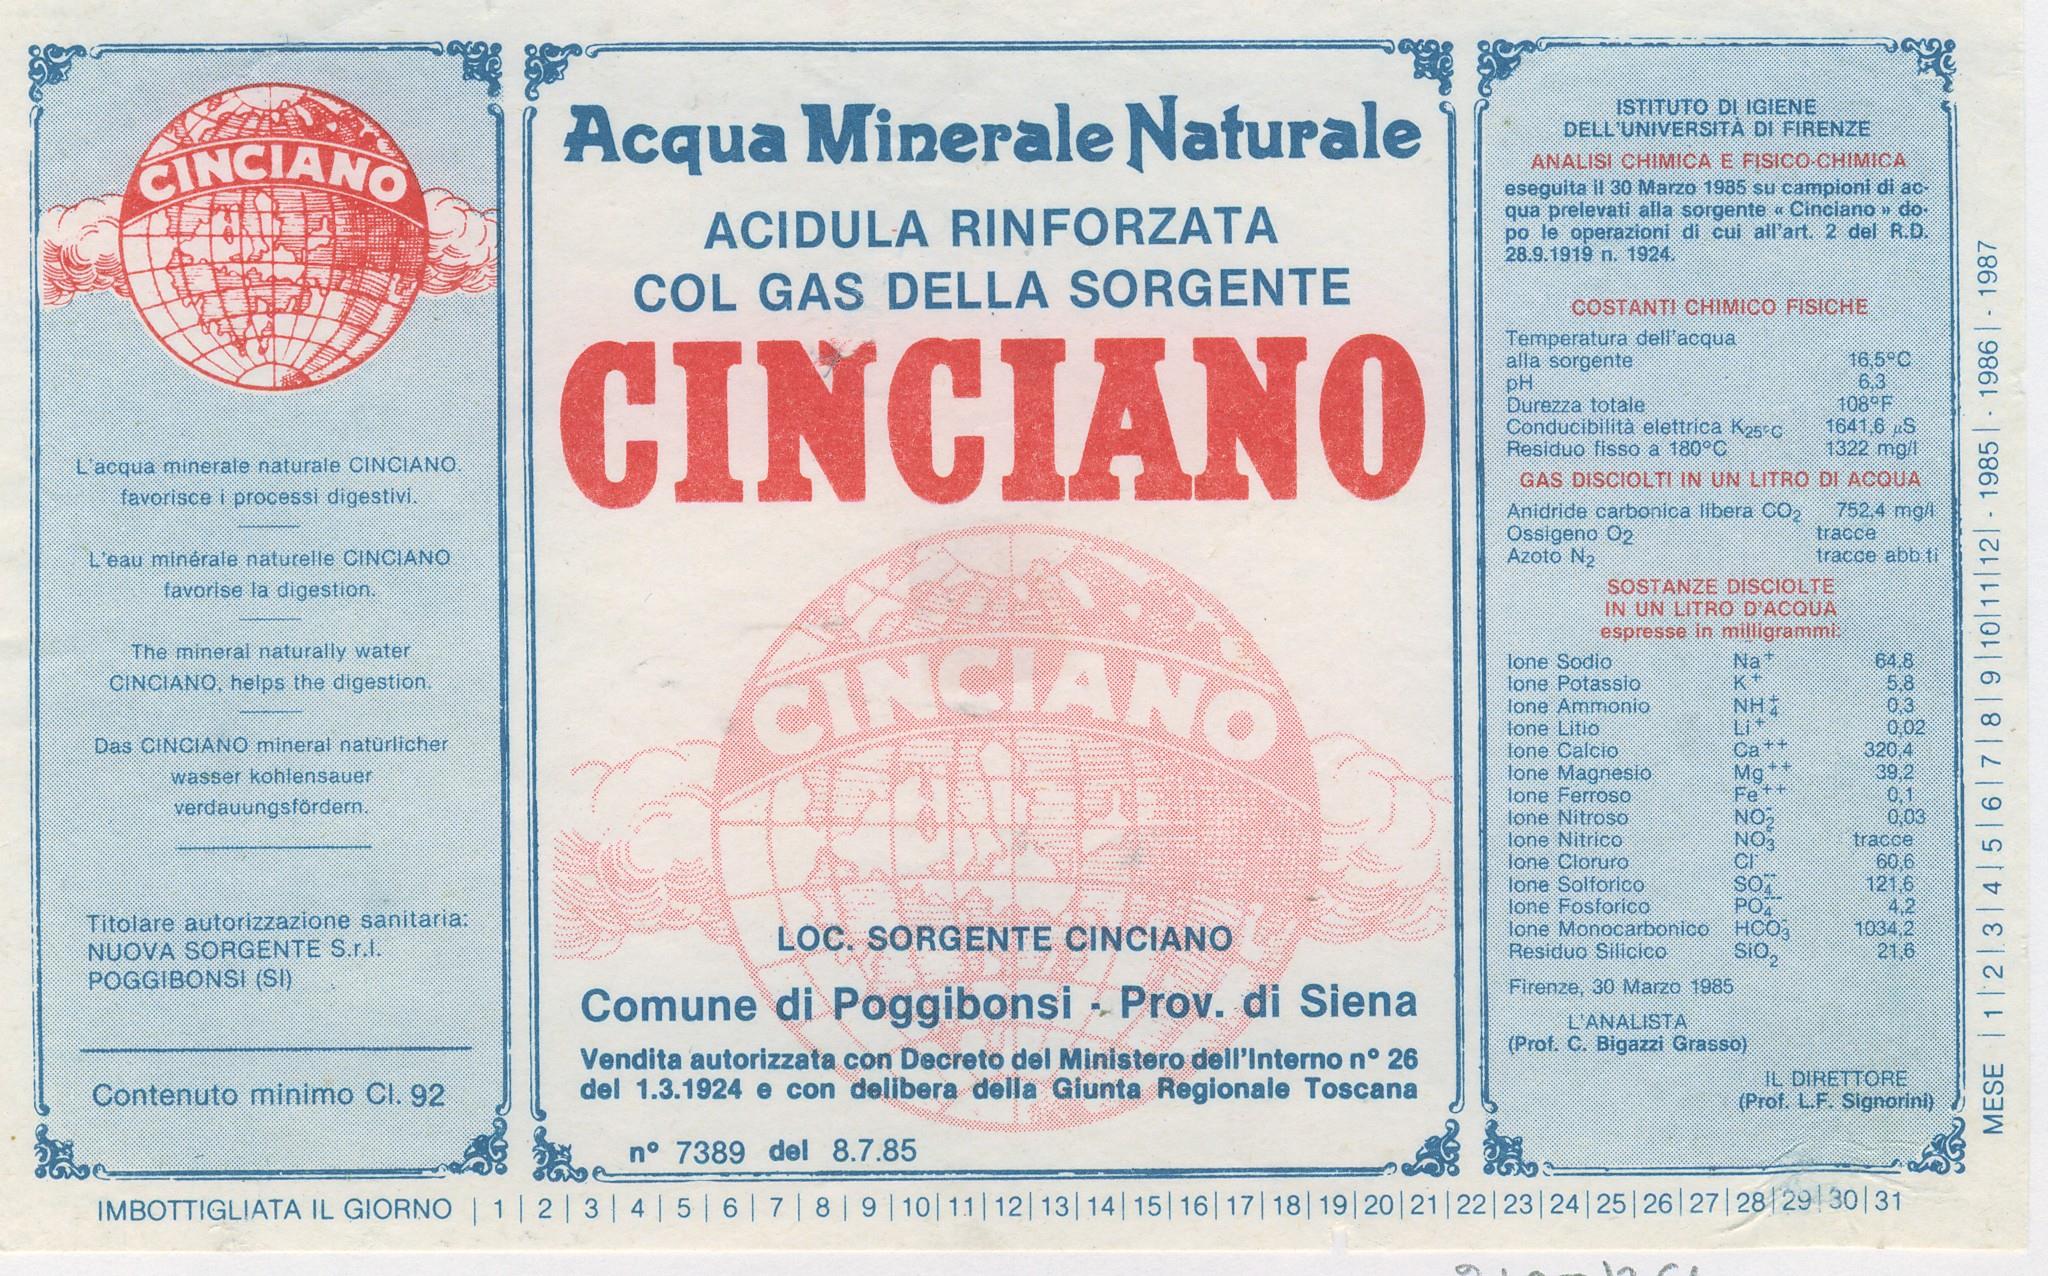 CINCIANO
L'acqua minerale naturale CINCIANO.
favorisce i processi digestivi.
L'eau minérale naturelle CINCIANO
favorise la digestion.
The mineral naturally water
CINCIANO, helps the digestion.
Das CINCIANO mineral natürlicher
wasser kohlensauer
verdauungsfördern.
Titolare autorizzazione sanitaria:
NUOVA SORGENTE S.r.l.
POGGIBONSI (SI)
Contenuto minimo Cl. 92
Acqua Minerale Naturale
ACIDULA RINFORZATA
COL GAS DELLA SORGENTE
CINCIANO
CINCIANO
LOC. SORGENTE CINCIANO
Comune di Poggibonsi - Prov. di Siena
Vendita autorizzata con Decreto del Ministero dell'Interno n° 26
del 1.3.1924 e con delibera della Giunta Regionale Toscana
n° 7389 del 8.7.85
ISTITUTO DI IGIENE
DELL'UNIVERSITÀ DI FIRENZE
ANALISI CHIMICA E FISICO-CHIMICA
eseguita il 30 Marzo 1985 su campioni di ac-
qua prelevati alla sorgente « Cinciano » do-
po le operazioni di cui all'art. 2 del R.D.
28.9.1919 n. 1924.
COSTANTI CHIMICO FISICHE
Temperatura dell'acqua
alla sorgente 16,5°C
pH 6,3
Durezza totale 108°F
Conducibilità elettrica K25°C 1641,6 µS
Residuo fisso a 180°C 1322 mg/l
GAS DISCIOLTI IN UN LITRO DI ACQUA
Anidride carbonica libera CO2 752,4 mg/l
Ossigeno O2 tracce
Azoto N2 tracce abb.ti
SOSTANZE DISCIOLTE
IN UN LITRO D'ACQUA
espresse in milligrammi:
Ione Sodio Na+ 64,8
Ione Potassio K+ 5,8
Ione Ammonio NH4+ 0,3
Ione Litio Li+ 0,02
Ione Calcio Ca++ 320,4
Ione Magnesio Mg++ 39,2
Ione Ferroso Fe++ 0,1
Ione Nitroso NO2- 0,03
Ione Nitrico NO3- tracce
Ione Cloruro Cl- 60,6
Ione Solforico SO4-- 121,6
Ione Fosforico PO4--- 4,2
Ione Monocarbonico HCO3- 1034,2
Residuo Silicico SiO2 21,6
Firenze, 30 Marzo 1985
L'ANALISTA
(Prof. C. Bigazzi Grasso)
IL DIRETTORE
(Prof. L.F. Signorini)
MESE |1|2|3|4|5|6|7|8|9|10|11|12| - 1985| - 1986| - 1987
IMBOTTIGLIATA IL GIORNO |1|2|3|4|5|6|7|8|9|10|11|12|13|14|15|16|17|18|19|20|21|22|23|24|25|26|27|28|29|30|31